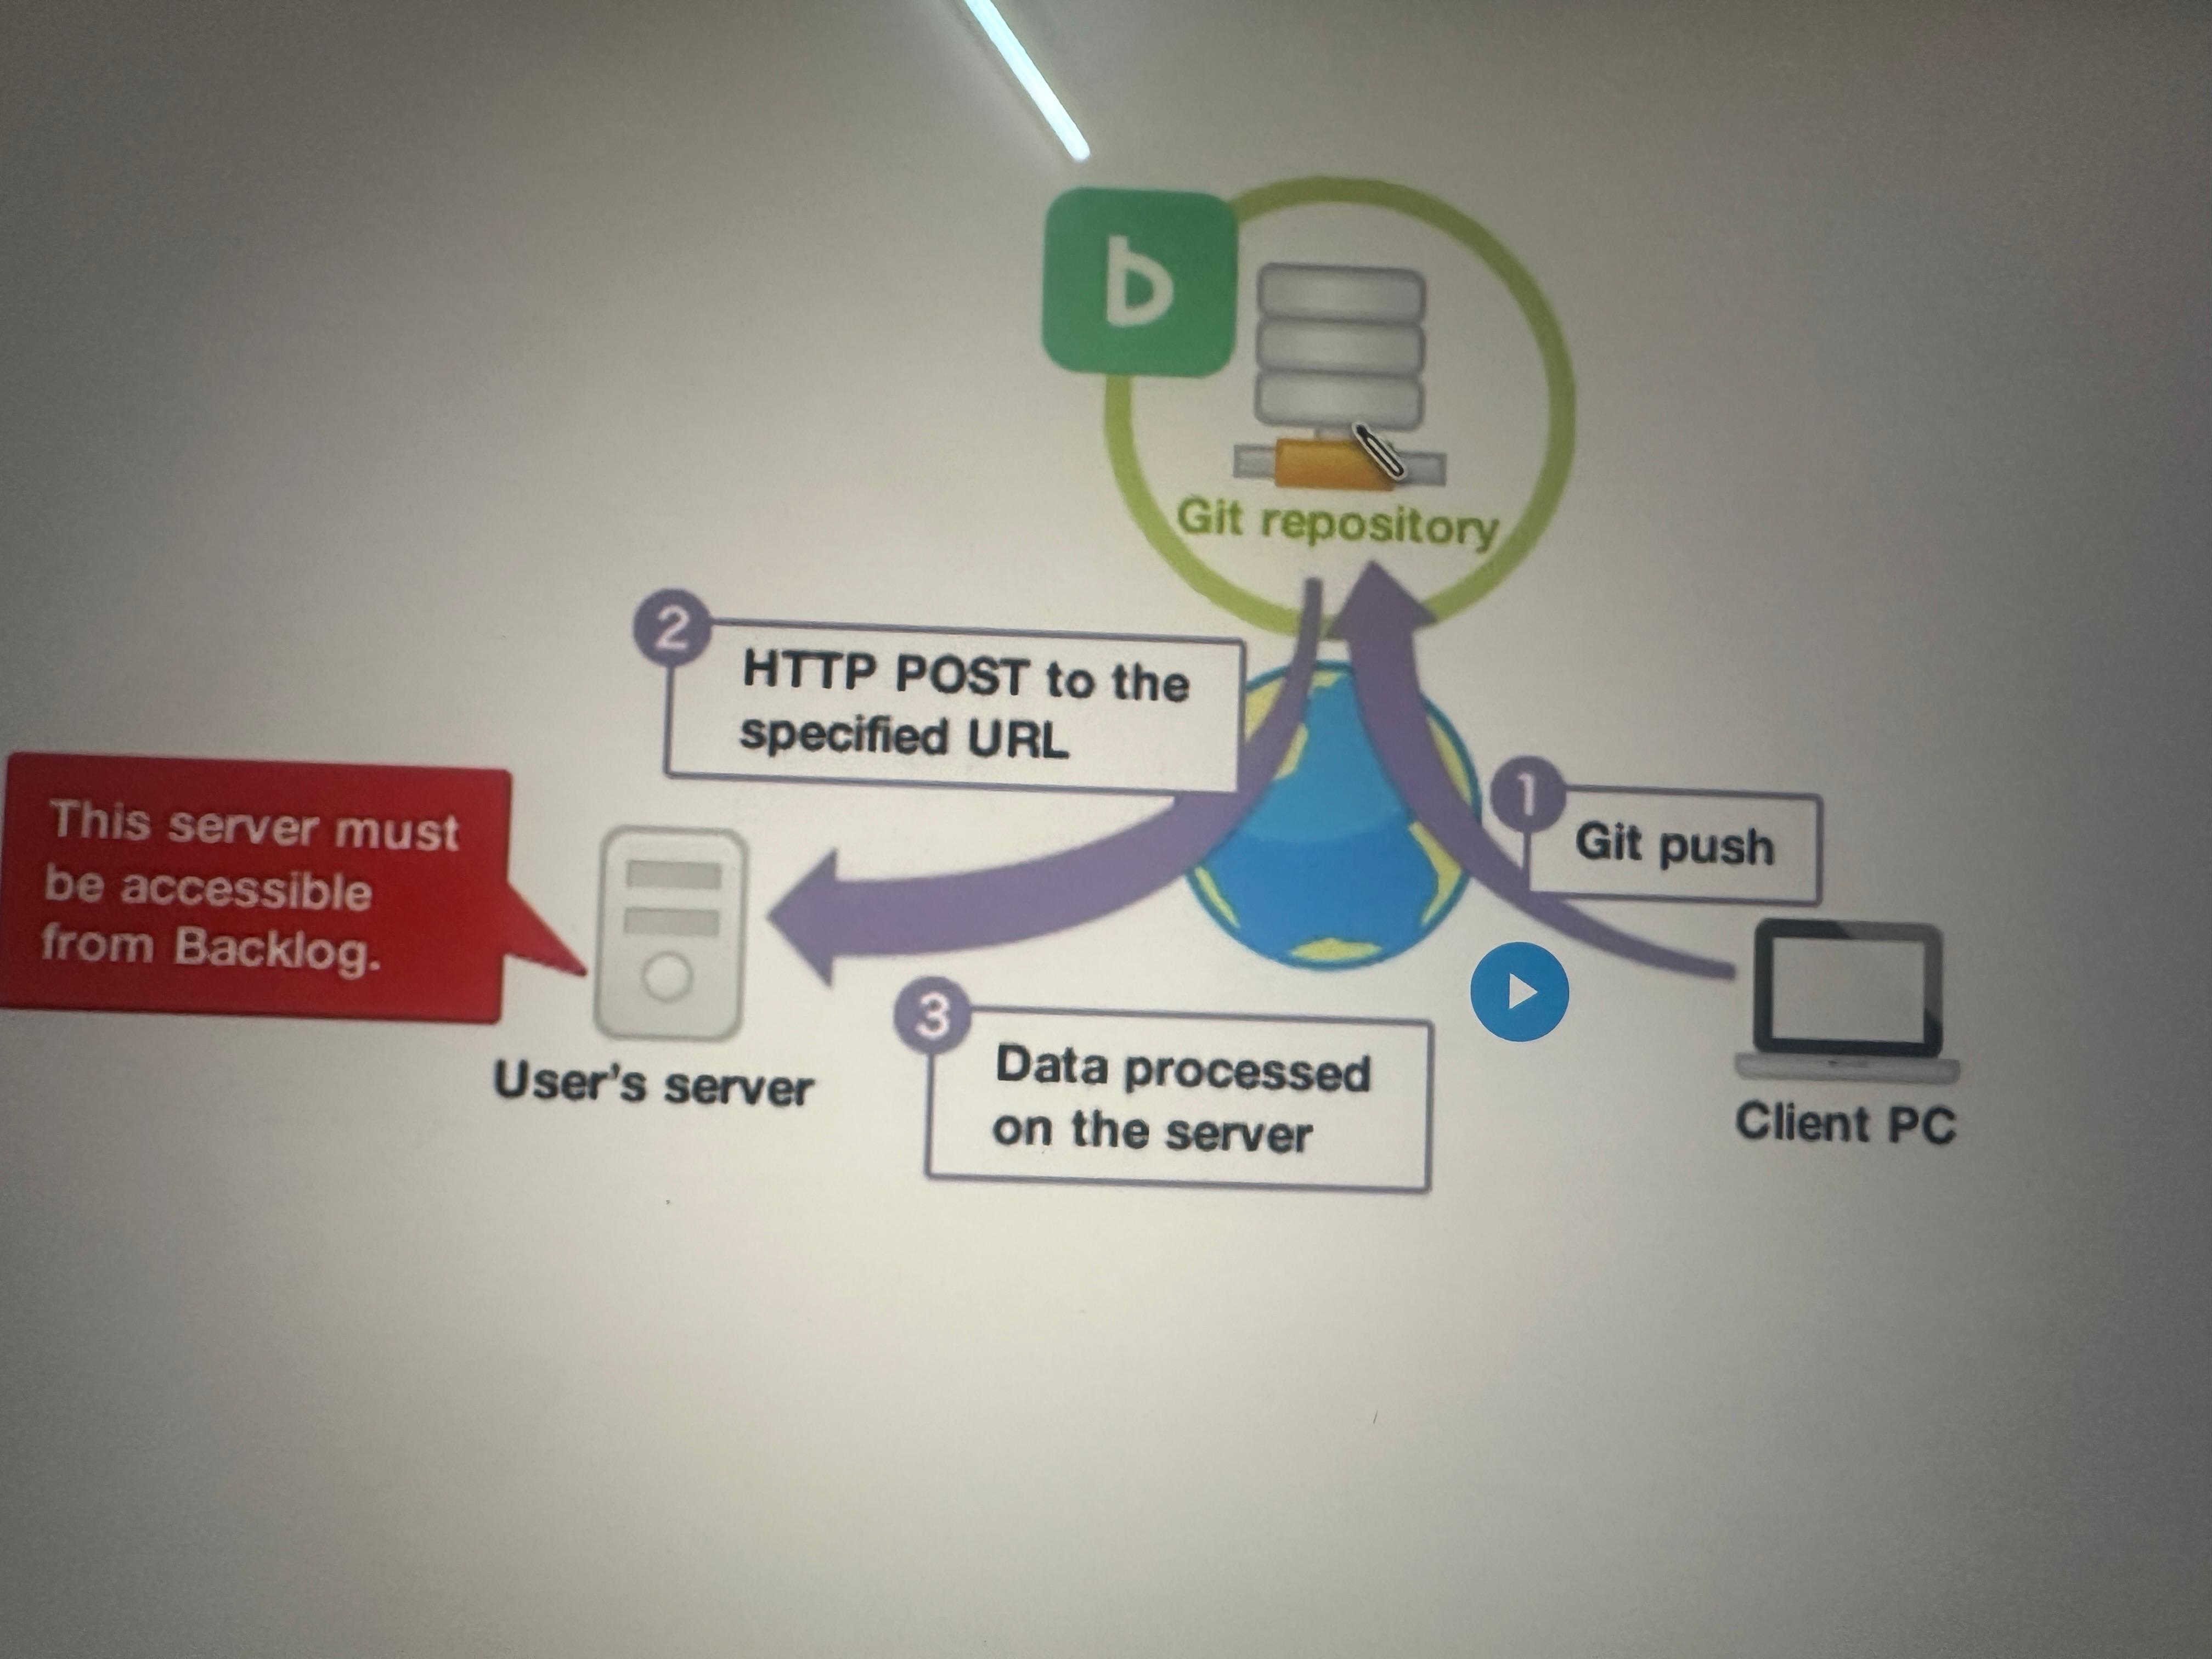 b
Git repository
2
HTTP POST to the
specified URL
1
Git push
This server must
be accessible
from Backlog.
User's server
3
Data processed
on the server
Client PC